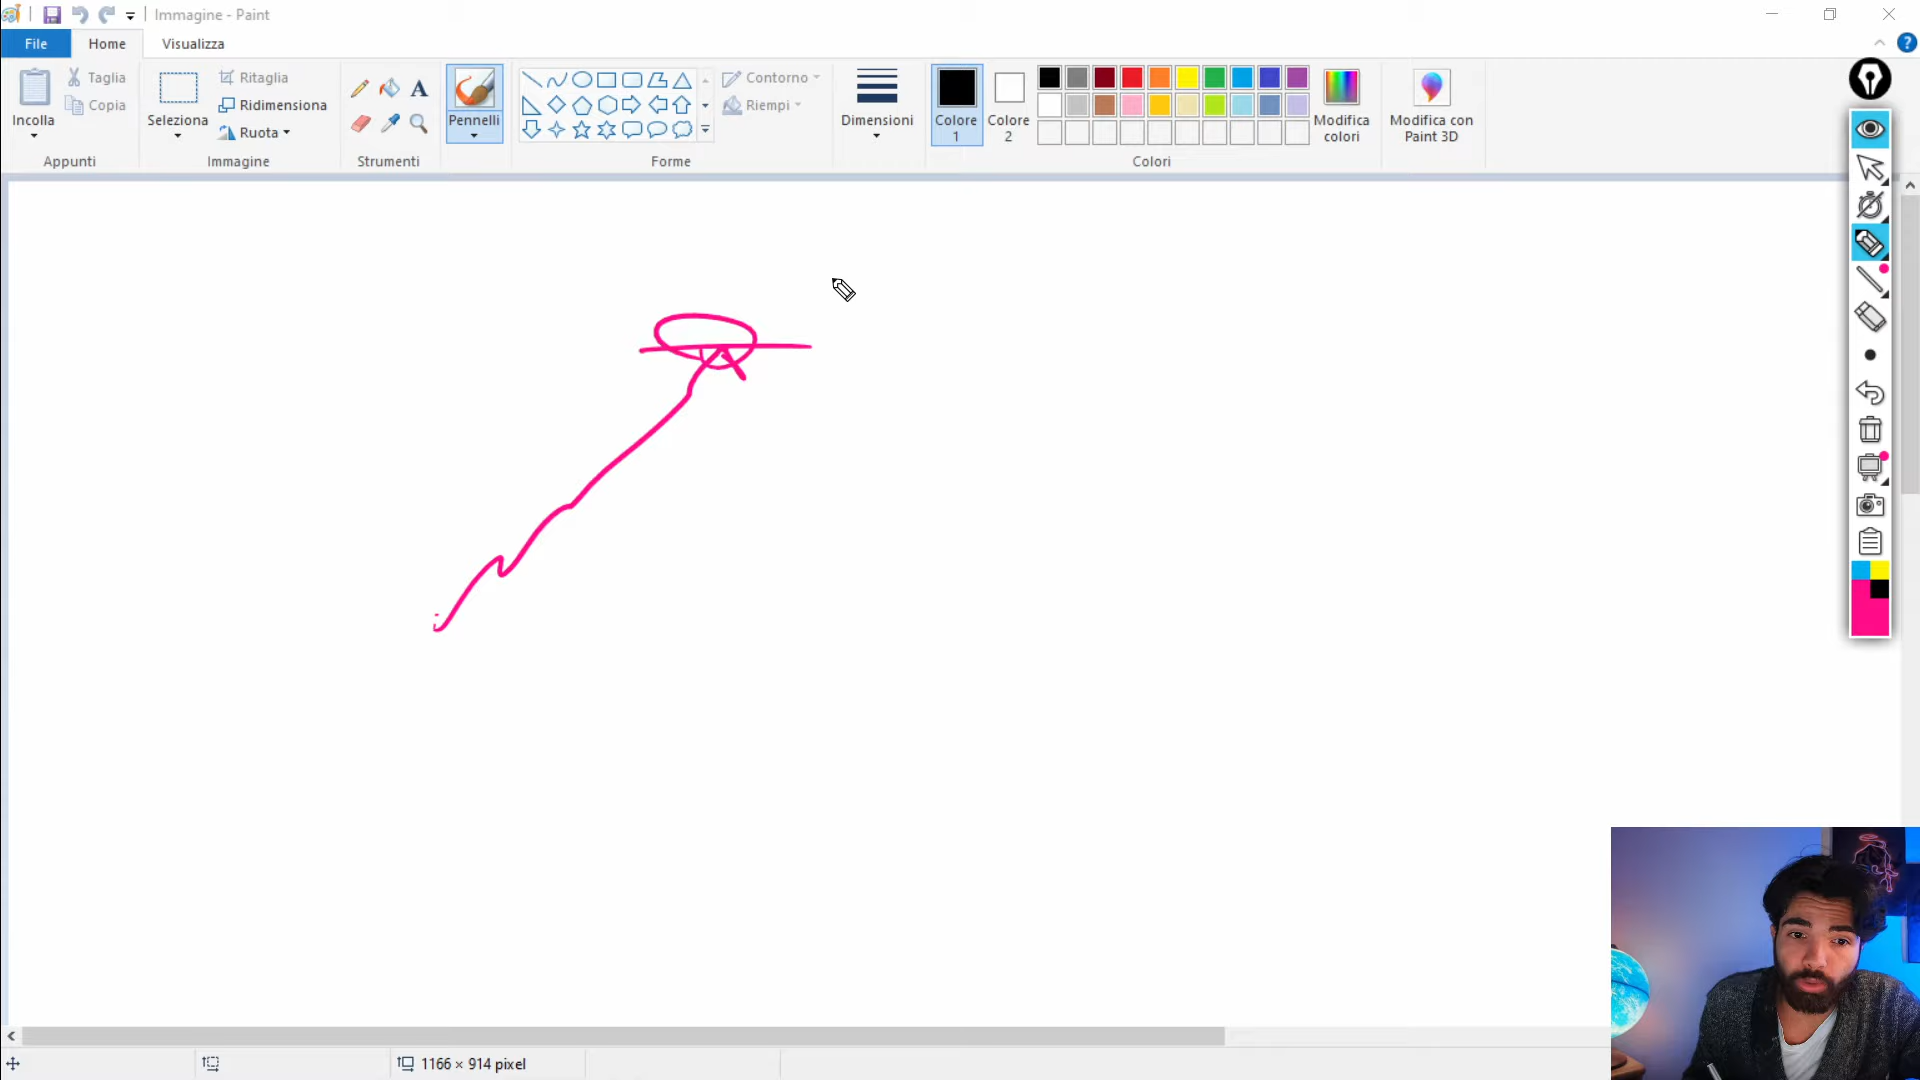 Immagine - Paint
File Home Visualizza
Incolla
Taglia
Copia
Appunti
Seleziona
Ritaglia
Ridimensiona
Ruota
Immagine
A
Strumenti
Pennelli
Forme
Contorno
Riempi
Dimensioni
Colore
1
Colore
2
Colori
Modifica
colori
Modifica con
Paint 3D
?
1166 × 914 pixel